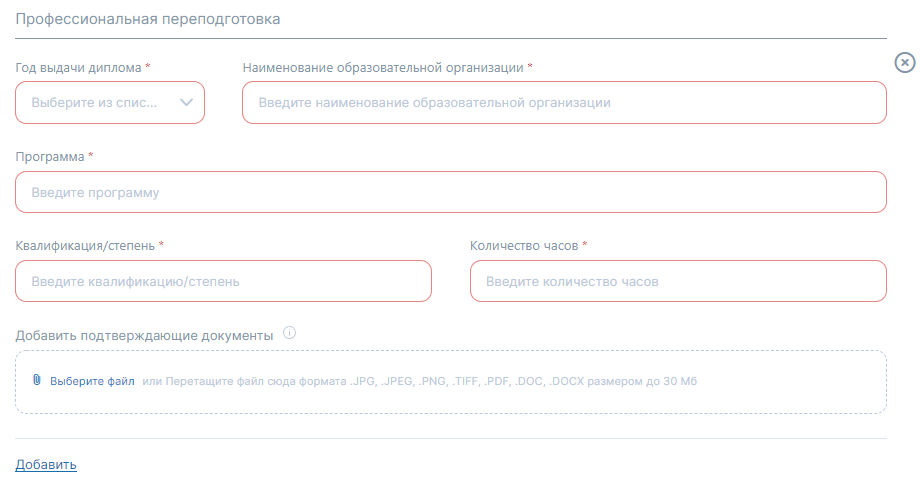 Профессиональная переподготовка
Год выдачи диплома * Наименование образовательной организации *
Выберите из спис... Введите наименование образовательной организации
Программа *
Введите программу
Квалификация/степень * Количество часов *
Введите квалификацию/степень Введите количество часов
Добавить подтверждающие документы
Выберите файл или Перетащите файл сюда формата .JPG, .JPEG, .PNG, .TIFF, .PDF, .DOC, .DOCX размером до 30 Мб
Добавить